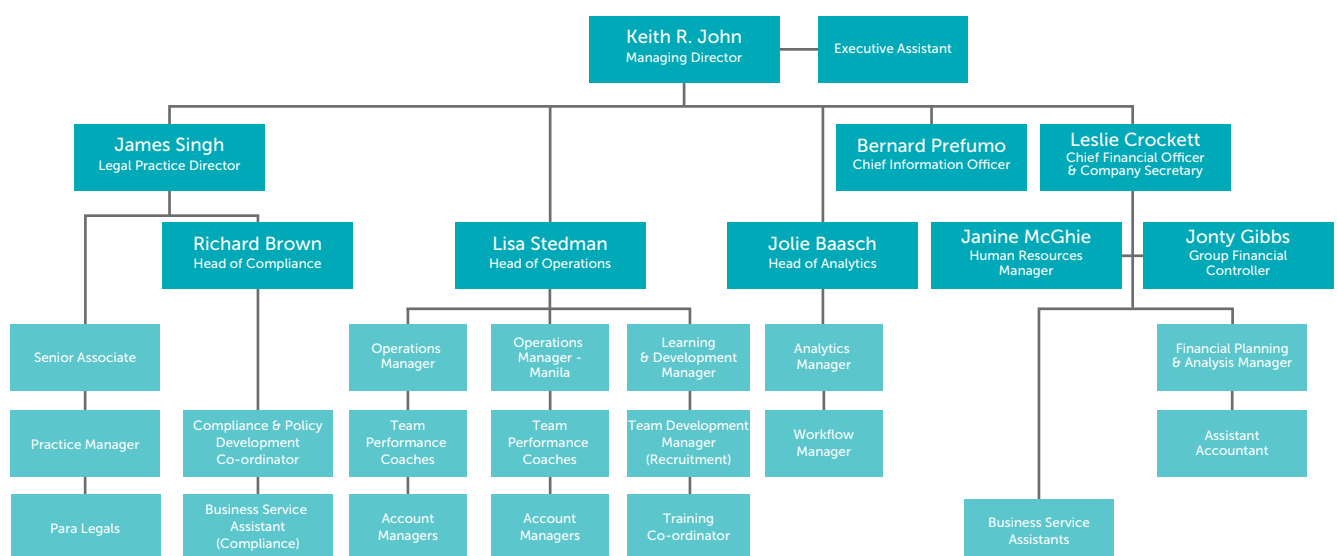 Keith R. John
Managing Director
Executive Assistant
James Singh
Legal Practice Director
Bernard Prefumo
Chief Information Officer
Leslie Crockett
Chief Financial Officer
& Company Secretary
Richard Brown
Head of Compliance
Lisa Stedman
Head of Operations
Jolie Baasch
Head of Analytics
Janine McGhie
Human Resources
Manager
Jonty Gibbs
Group Financial
Controller
Senior Associate
Operations
Manager
Operations
Manager -
Manila
Learning
& Development
Manager
Analytics
Manager
Financial Planning
& Analysis Manager
Practice Manager
Compliance & Policy
Development
Co-ordinator
Team
Performance
Coaches
Team
Performance
Coaches
Team Development
Manager
(Recruitment)
Workflow
Manager
Assistant
Accountant
Para Legals
Business Service
Assistant
(Compliance)
Account
Managers
Account
Managers
Training
Co-ordinator
Business Service
Assistants